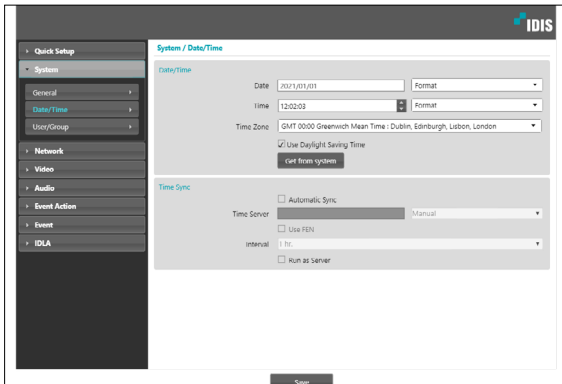 IDIS
Quick Setup
System
General
Date/Time
User/Group
Network
Video
Audio
Event Action
Event
IDLA
System / Date/Time
Date/Time
Date 2021/01/01 Format
Time 12:02:03 Format
Time Zone GMT 00:00 Greenwich Mean Time : Dublin, Edinburgh, Lisbon, London
Use Daylight Saving Time
Get from system
Time Sync
Automatic Sync
Time Server Manual
Use FEN
Interval 1 hr.
Run as Server
Save